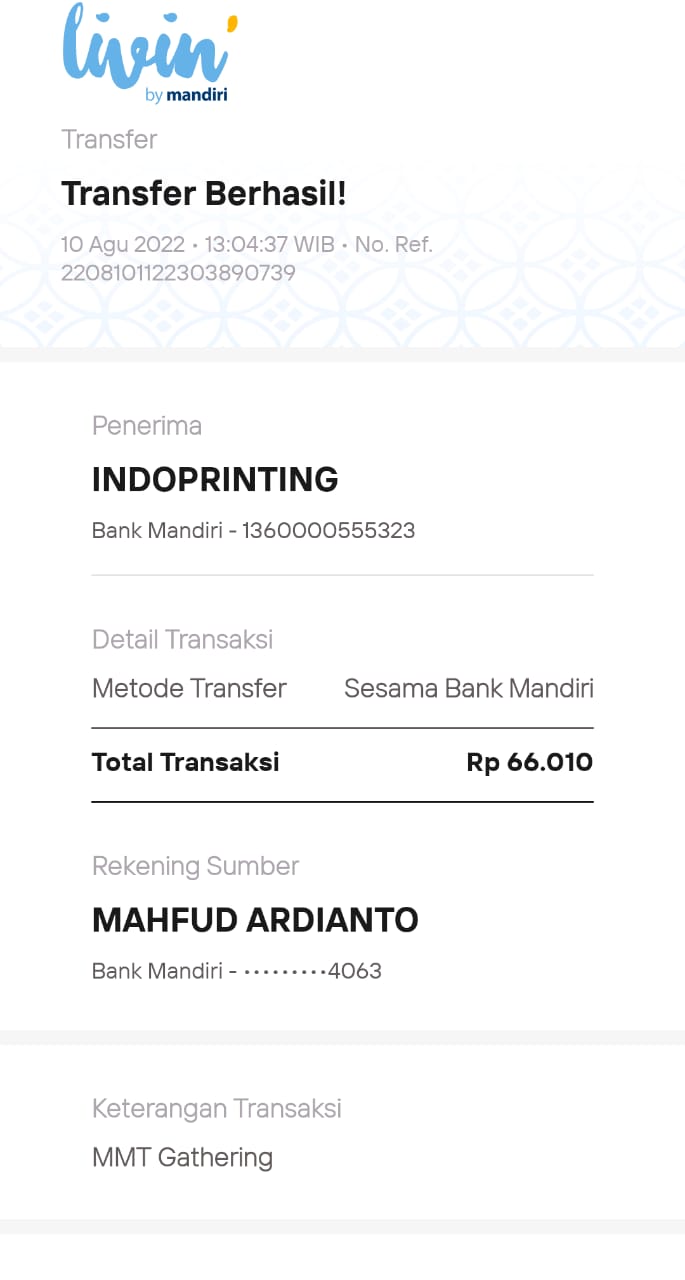 livin'
by mandiri
Transfer
Transfer Berhasil!
10 Agu 2022 • 13:04:37 WIB • No. Ref.
2208101122303890739
Penerima
INDOPRINTING
Bank Mandiri - 1360000555323
Detail Transaksi
Metode Transfer Sesama Bank Mandiri
Total Transaksi Rp 66.010
Rekening Sumber
MAHFUD ARDIANTO
Bank Mandiri - •••••••••4063
Keterangan Transaksi
MMT Gathering